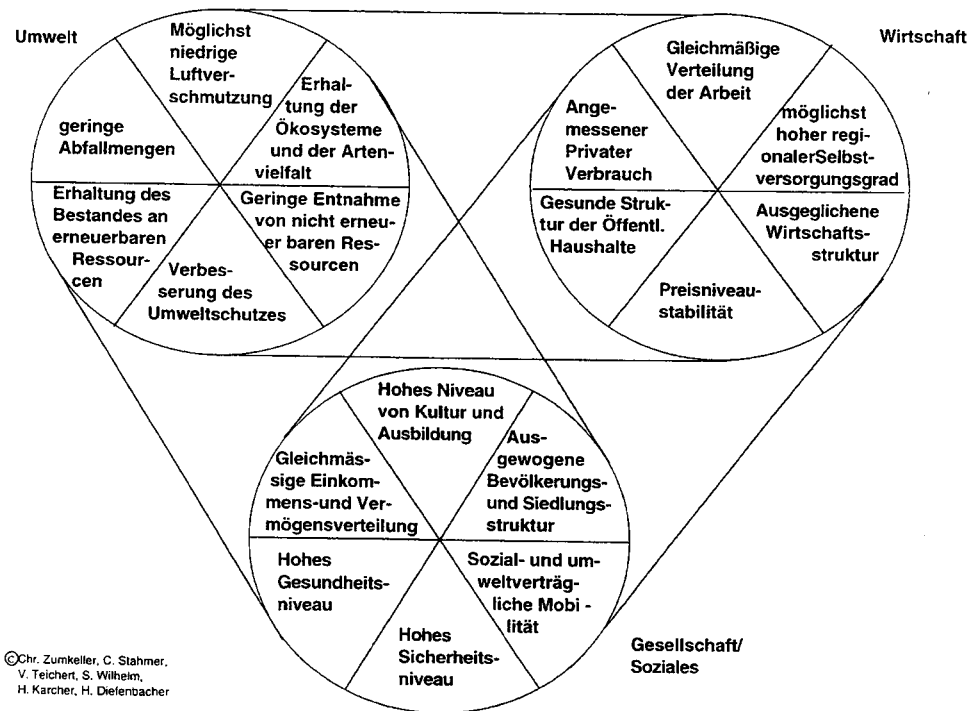 Umwelt
Möglichst
niedrige
Luftver-
schmutzung
Erhal-
tung der
Ökosysteme
und der Arten-
vielfalt
geringe
Abfallmengen
Erhaltung des
Bestandes an
erneuerbaren
Ressour-
cen
Geringe Entnahme
von nicht erneu-
er baren Res-
sourcen
Verbes-
serung des
Umweltschutzes
Wirtschaft
Gleichmäßige
Verteilung
der Arbeit
Ange-
messener
Privater
Verbrauch
möglichst
hoher regi-
onalerSelbst-
versorgungsgrad
Gesunde Struk-
tur der Öffentl.
Haushalte
Ausgeglichene
Wirtschafts-
struktur
Preisniveau-
stabilität
Hohes Niveau
von Kultur und
Ausbildung
Gleichmäs-
sige Einkom-
mens-und Ver-
mögensverteilung
Aus-
gewogene
Bevölkerungs-
und Siedlungs-
struktur
Hohes
Gesundheits-
niveau
Sozial- und um-
weltverträg-
liche Mobi -
lität
Hohes
Sicherheits-
niveau
Gesellschaft/
Soziales
©Chr. Zumkeller, C. Stahmer,
V. Teichert, S. Wilhelm,
H. Karcher, H. Diefenbacher